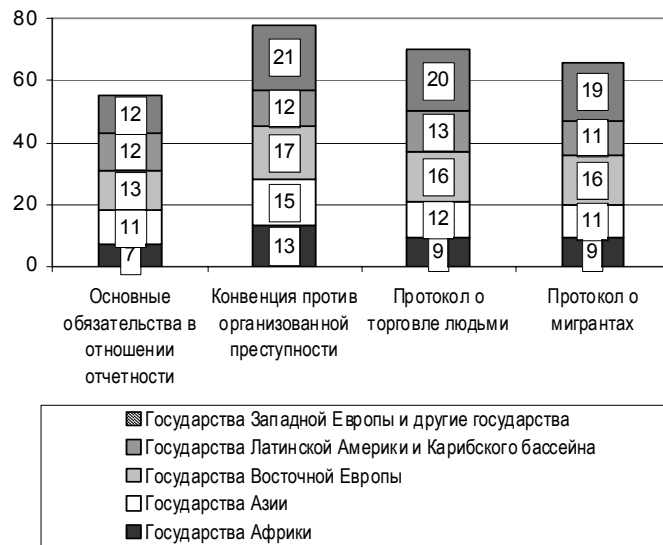 80
60
40
20
0
21
20
19
12
12
13
11
12
17
16
16
13
15
12
11
11
13
9
9
7
Основные обязательства в отношении отчетности
Конвенция против организованной преступности
Протокол о торговле людьми
Протокол о мигрантах
Государства Западной Европы и другие государства
Государства Латинской Америки и Карибского бассейна
Государства Восточной Европы
Государства Азии
Государства Африки